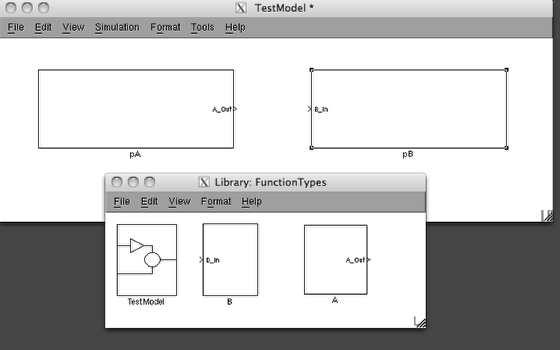 TestModel *
File Edit View Simulation Format Tools Help
A_Out
B_In
pA
pB
Library: FunctionTypes
File Edit View Format Help
B_In
A_Out
TestModel
B
A